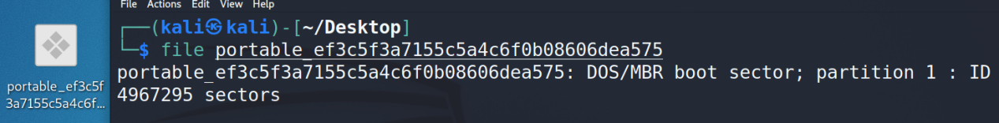 File Actions Edit View Help
┌──(kali㉿kali)-[~/Desktop]
└─$ file portable_ef3c5f3a7155c5a4c6f0b08606dea575
portable_ef3c5f3a7155c5a4c6f0b08606dea575: DOS/MBR boot sector; partition 1 : ID
4967295 sectors
portable_ef3c5f
3a7155c5a4c6f...